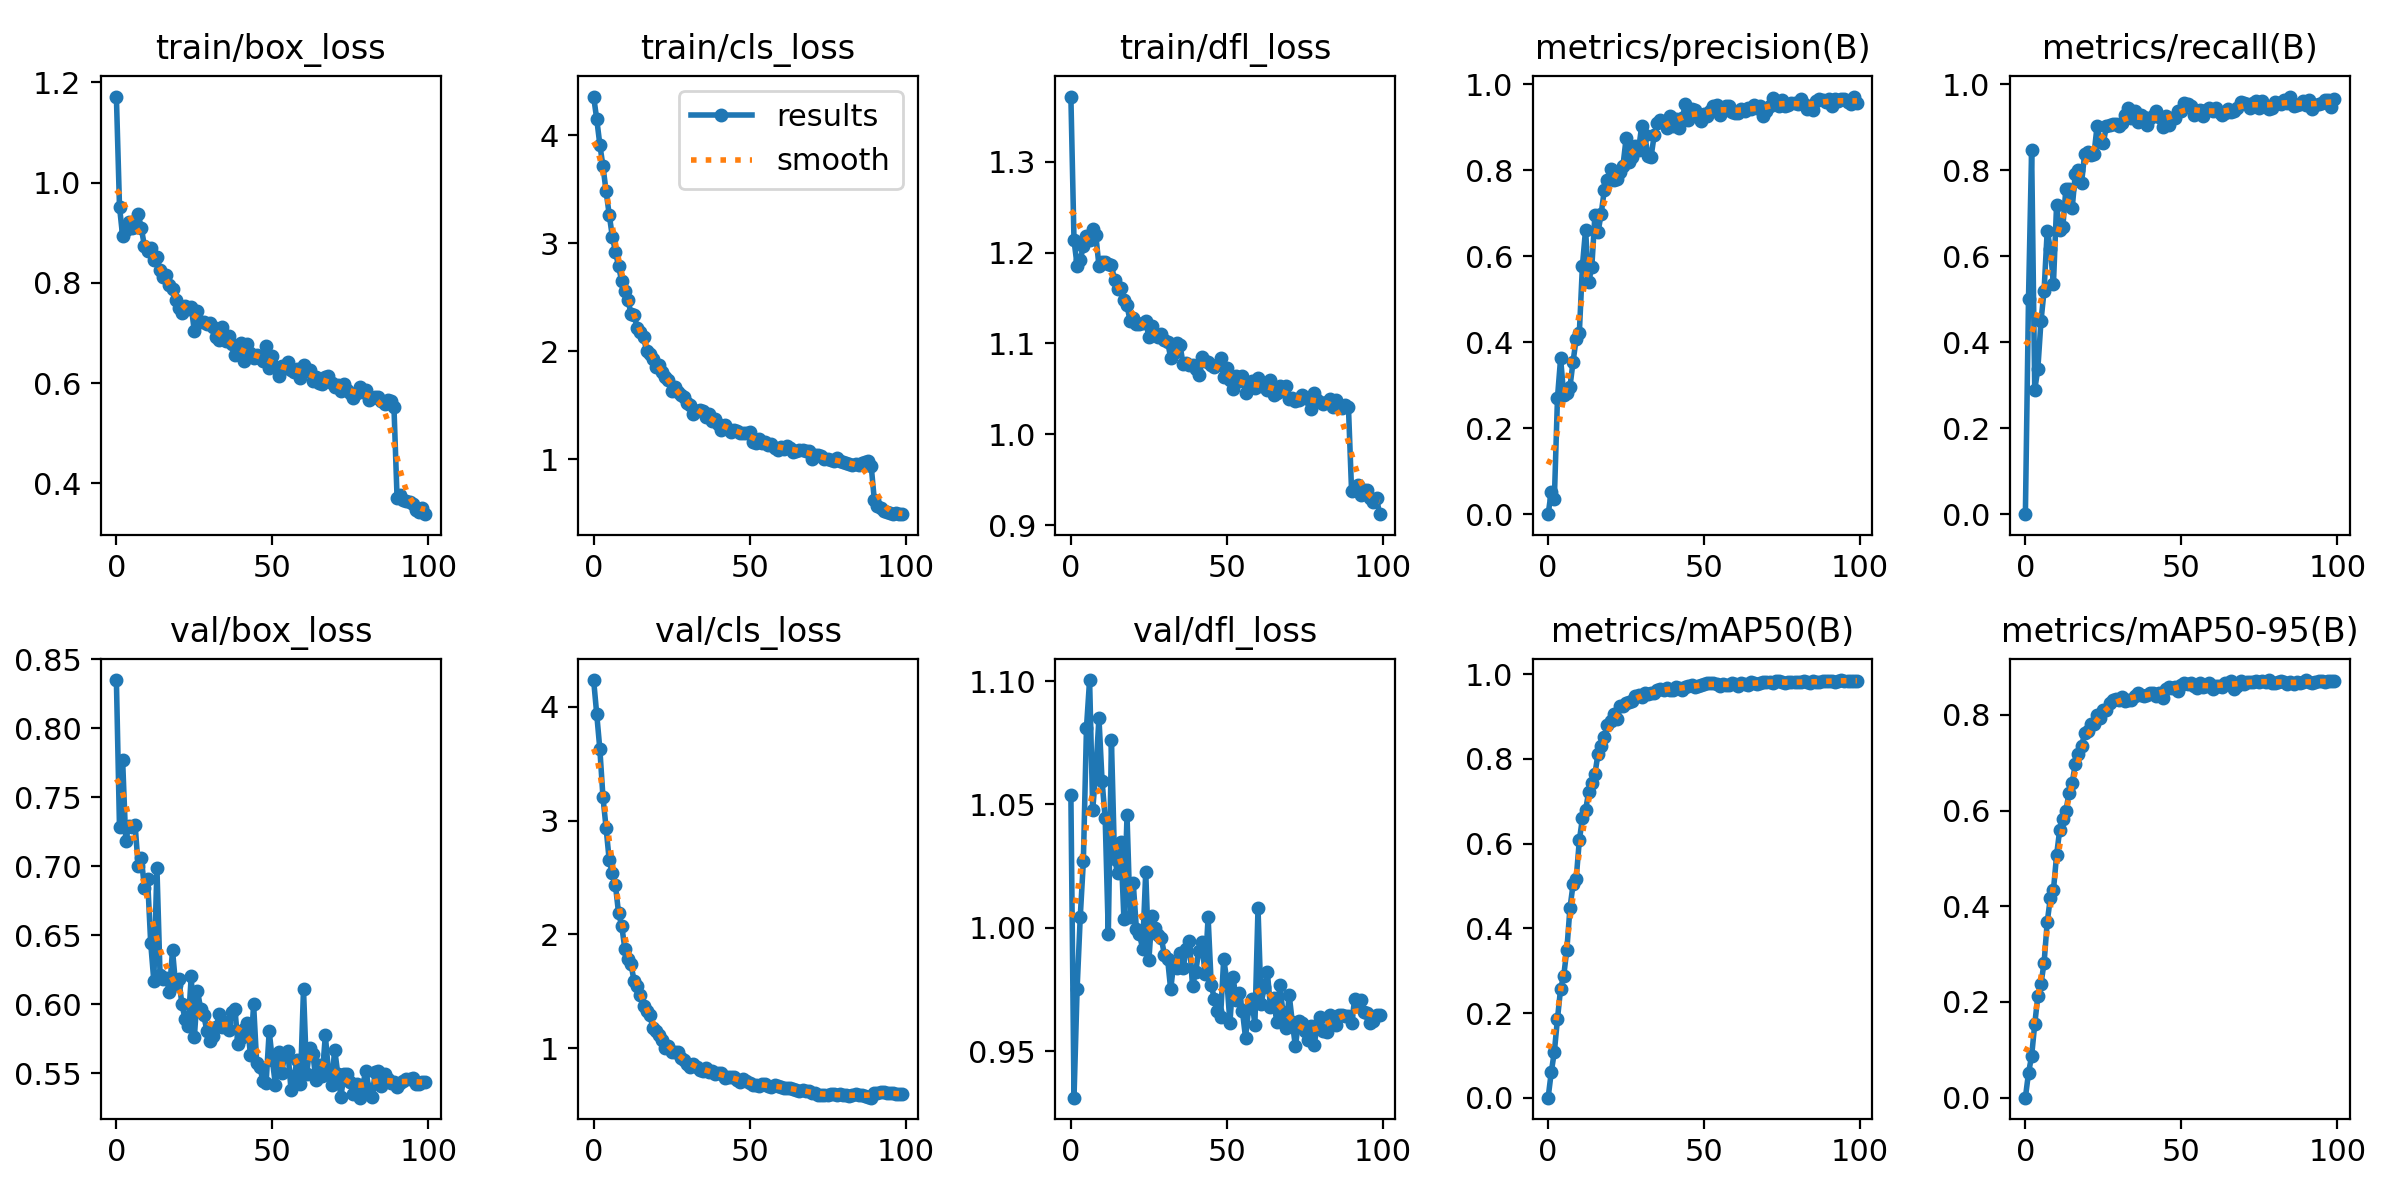 train/box_loss
1.2
1.0
0.8
0.6
0.4
0 50 100
train/cls_loss
results
smooth
4
3
2
1
0 50 100
train/dfl_loss
1.3
1.2
1.1
1.0
0.9
0 50 100
metrics/precision(B)
1.0
0.8
0.6
0.4
0.2
0.0
0 50 100
metrics/recall(B)
1.0
0.8
0.6
0.4
0.2
0.0
0 50 100
val/box_loss
0.85
0.80
0.75
0.70
0.65
0.60
0.55
0 50 100
val/cls_loss
4
3
2
1
0 50 100
val/dfl_loss
1.10
1.05
1.00
0.95
0 50 100
metrics/mAP50(B)
1.0
0.8
0.6
0.4
0.2
0.0
0 50 100
metrics/mAP50-95(B)
0.8
0.6
0.4
0.2
0.0
0 50 100